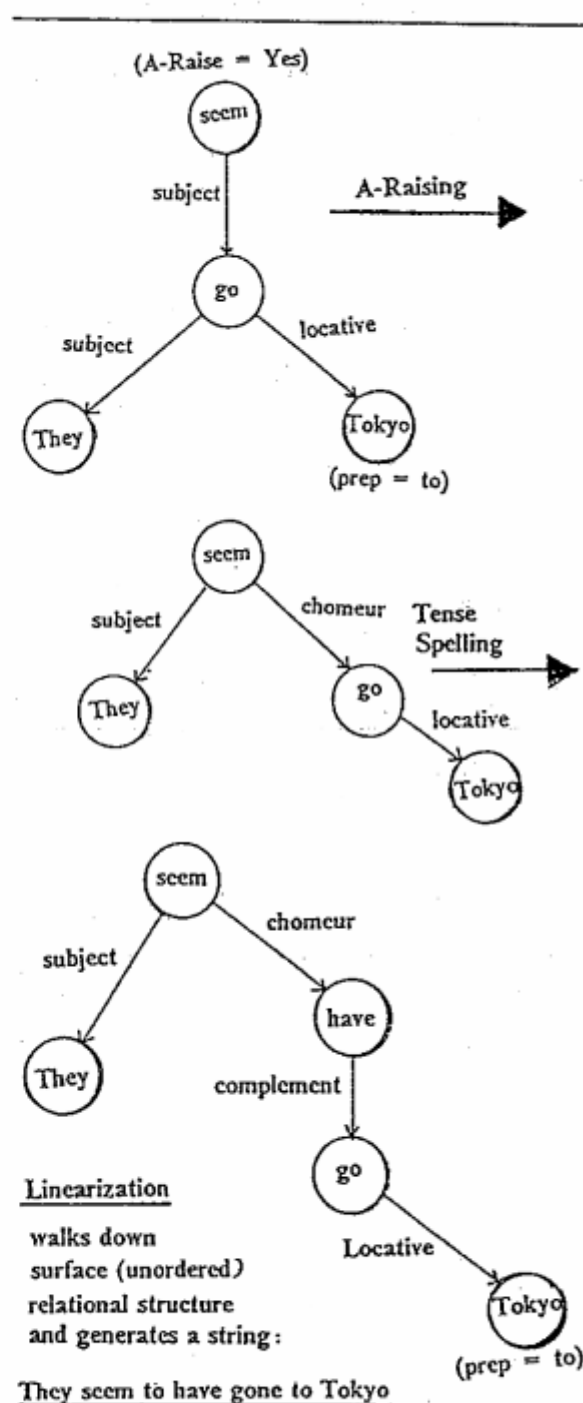 (A-Raise = Yes)
seem
subject
A-Raising
go
subject
locative
They
Tokyo
(prep = to)
seem
subject
chomeur
Tense
Spelling
They
go
locative
Tokyo
seem
subject
chomeur
They
have
complement
go
Linearization
walks down
Locative
surface (unordered)
relational structure
Tokyo
and generates a string:
(prep = to)
They seem to have gone to Tokyo